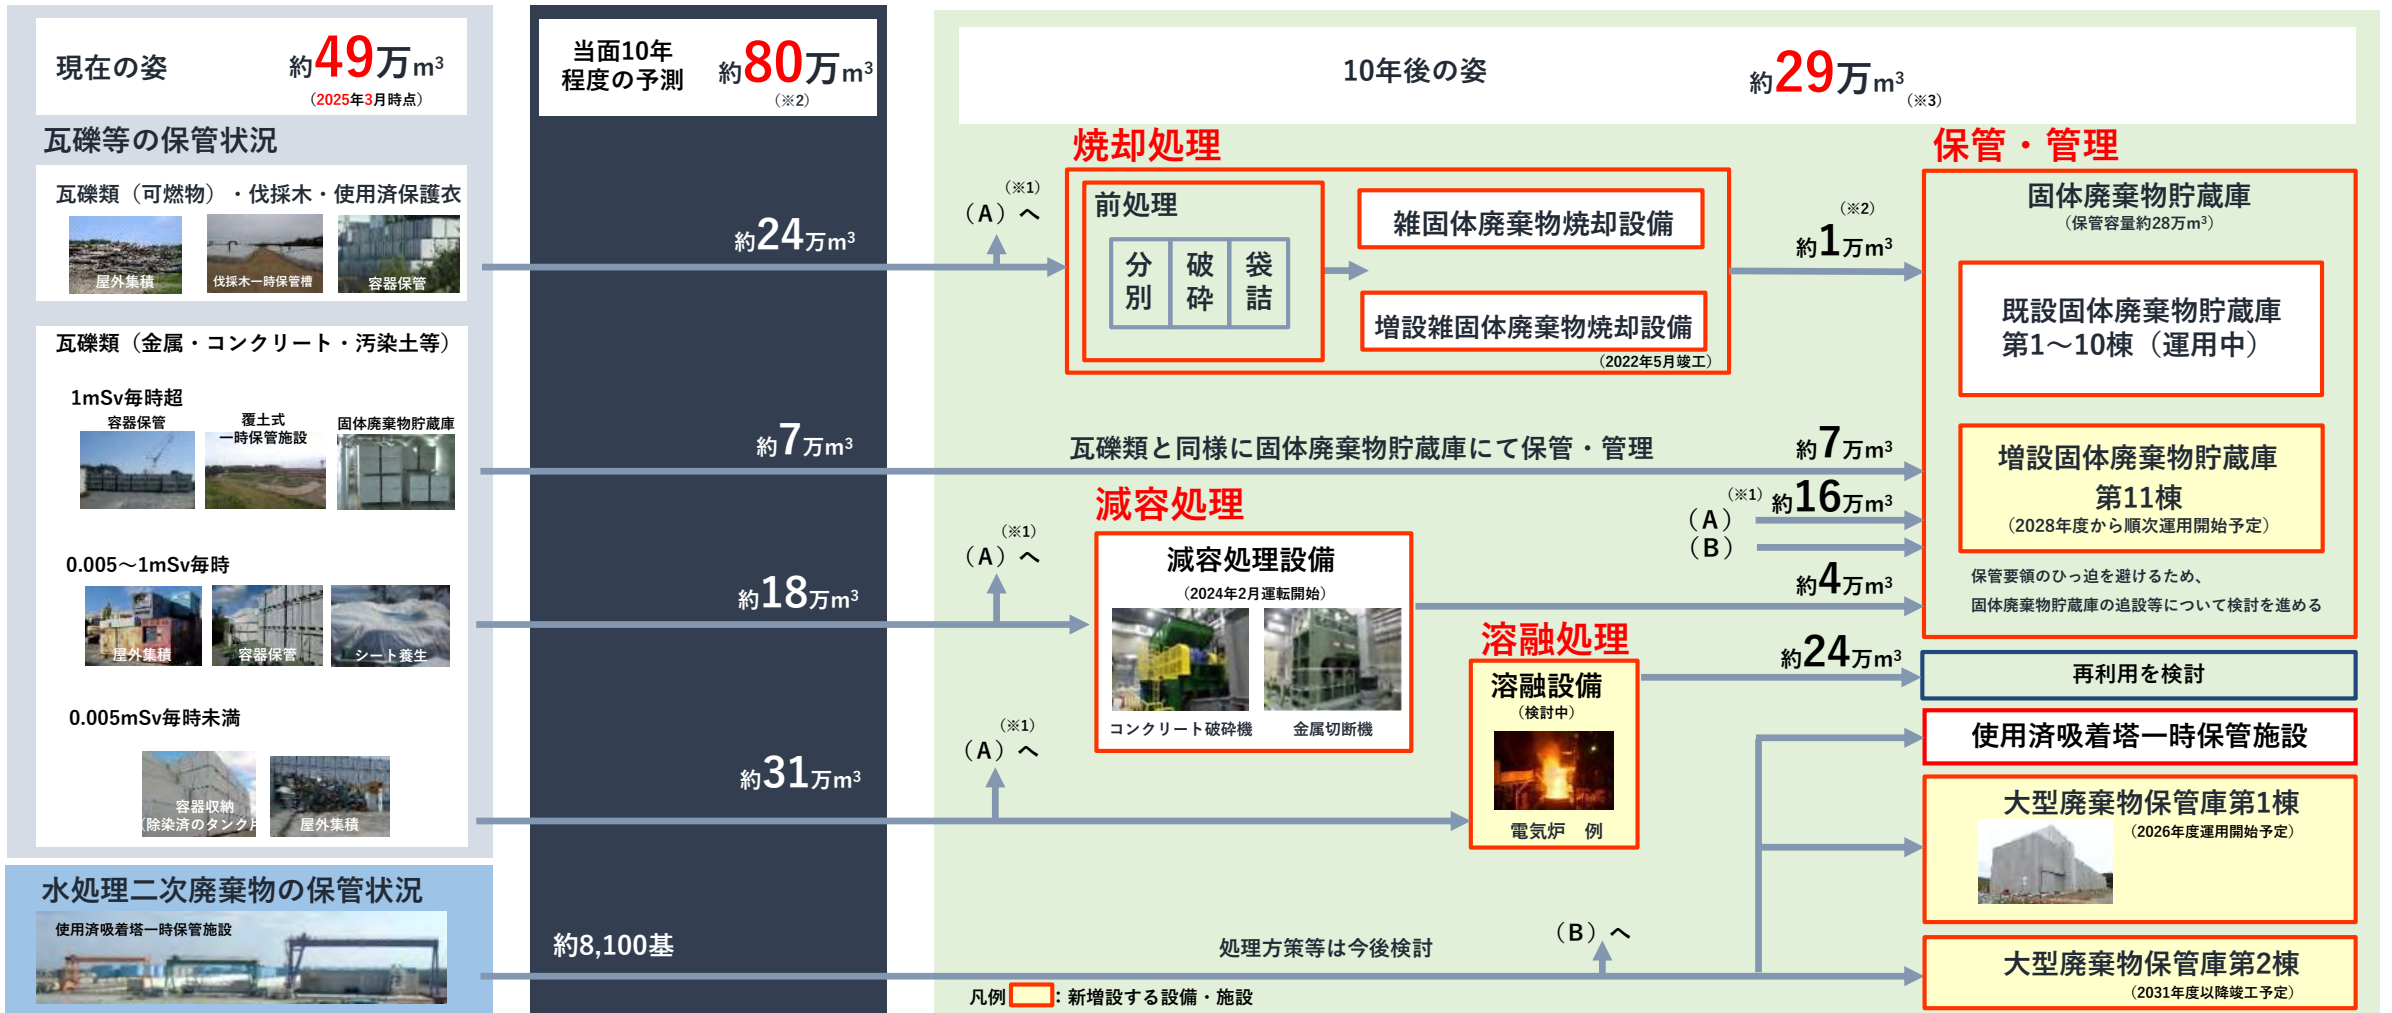 現在の姿
約49万m³
（2025年3月時点）
瓦礫等の保管状況
瓦礫類（可燃物）・伐採木・使用済保護衣
屋外集積
伐採木一時保管槽
容器保管
瓦礫類（金属・コンクリート・汚染土等）
1mSv毎時超
容器保管
覆土式
一時保管施設
固体廃棄物貯蔵庫
0.005～1mSv毎時
屋外集積
容器保管
シート養生
0.005mSv毎時未満
容器収納
（除染済のタンク片
屋外集積
水処理二次廃棄物の保管状況
使用済吸着塔一時保管施設
当面10年
程度の予測
約80万m³
（※2）
約24万m³
約7万m³
約18万m³
約31万m³
約8,100基
10年後の姿
約29万m³
（※3）
焼却処理
（※1）
（A）へ
前処理
分別
破砕
袋詰
雑固体廃棄物焼却設備
増設雑固体廃棄物焼却設備
（2022年5月竣工）
（※2）
約1万m³
瓦礫類と同様に固体廃棄物貯蔵庫にて保管・管理
約7万m³
減容処理
（※1）
（A）へ
減容処理設備
（2024年2月運転開始）
コンクリート破砕機
金属切断機
（※1）
約16万m³
（A）
（B）
約4万m³
溶融処理
溶融設備
（検討中）
電気炉　例
約24万m³
（※1）
（A）へ
処理方策等は今後検討
（B）へ
凡例
：新増設する設備・施設
保管・管理
固体廃棄物貯蔵庫
（保管容量約28万m³）
既設固体廃棄物貯蔵庫
第1～10棟（運用中）
増設固体廃棄物貯蔵庫
第11棟
（2028年度から順次運用開始予定）
保管要領のひっ迫を避けるため、
固体廃棄物貯蔵庫の追設等について検討を進める
再利用を検討
使用済吸着塔一時保管施設
大型廃棄物保管庫第1棟
（2026年度運用開始予定）
大型廃棄物保管庫第2棟
（2031年度以降竣工予定）